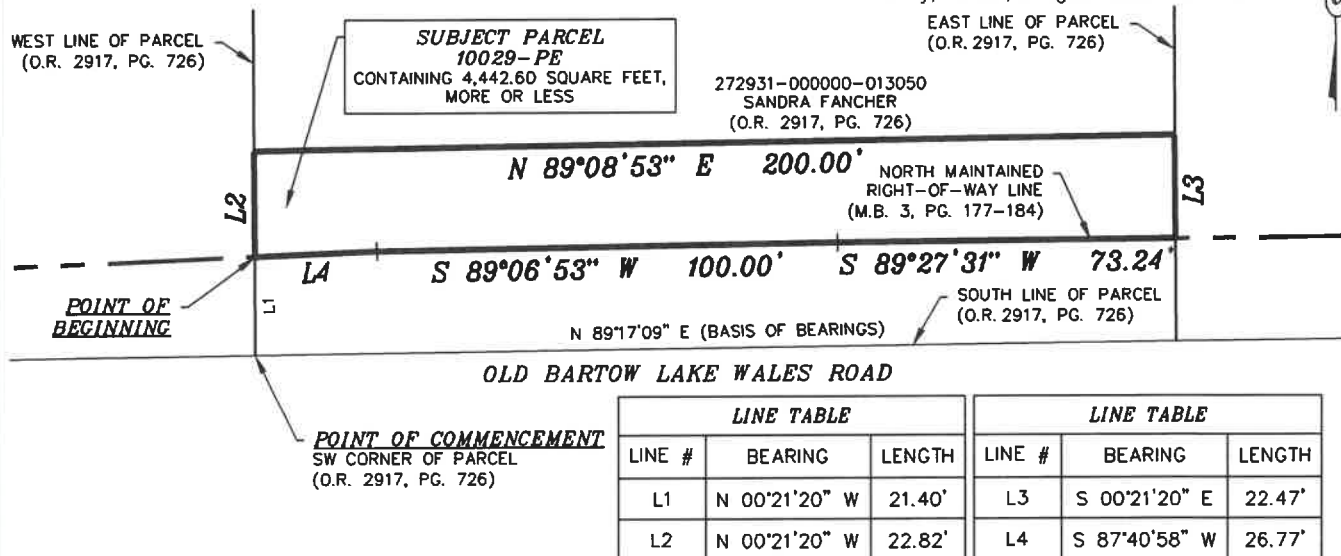 WEST LINE OF PARCEL
(O.R. 2917, PG. 726)
SUBJECT PARCEL
10029-PE
CONTAINING 4,442.60 SQUARE FEET,
MORE OR LESS
EAST LINE OF PARCEL
(O.R. 2917, PG. 726)
272931-000000-013050
SANDRA FANCHER
(O.R. 2917, PG. 726)
N 89°08'53" E 200.00'
NORTH MAINTAINED
RIGHT-OF-WAY LINE
(M.B. 3, PG. 177-184)
L2
L3
L4 S 89°06'53" W 100.00' S 89°27'31" W 73.24'
POINT OF
BEGINNING
L1
SOUTH LINE OF PARCEL
(O.R. 2917, PG. 726)
N 89°17'09" E (BASIS OF BEARINGS)
OLD BARTOW LAKE WALES ROAD
POINT OF COMMENCEMENT
SW CORNER OF PARCEL
(O.R. 2917, PG. 726)
LINE TABLE
LINE # BEARING LENGTH
L1 N 00°21'20" W 21.40'
L2 N 00°21'20" W 22.82'
LINE TABLE
LINE # BEARING LENGTH
L3 S 00°21'20" E 22.47'
L4 S 87°40'58" W 26.77'